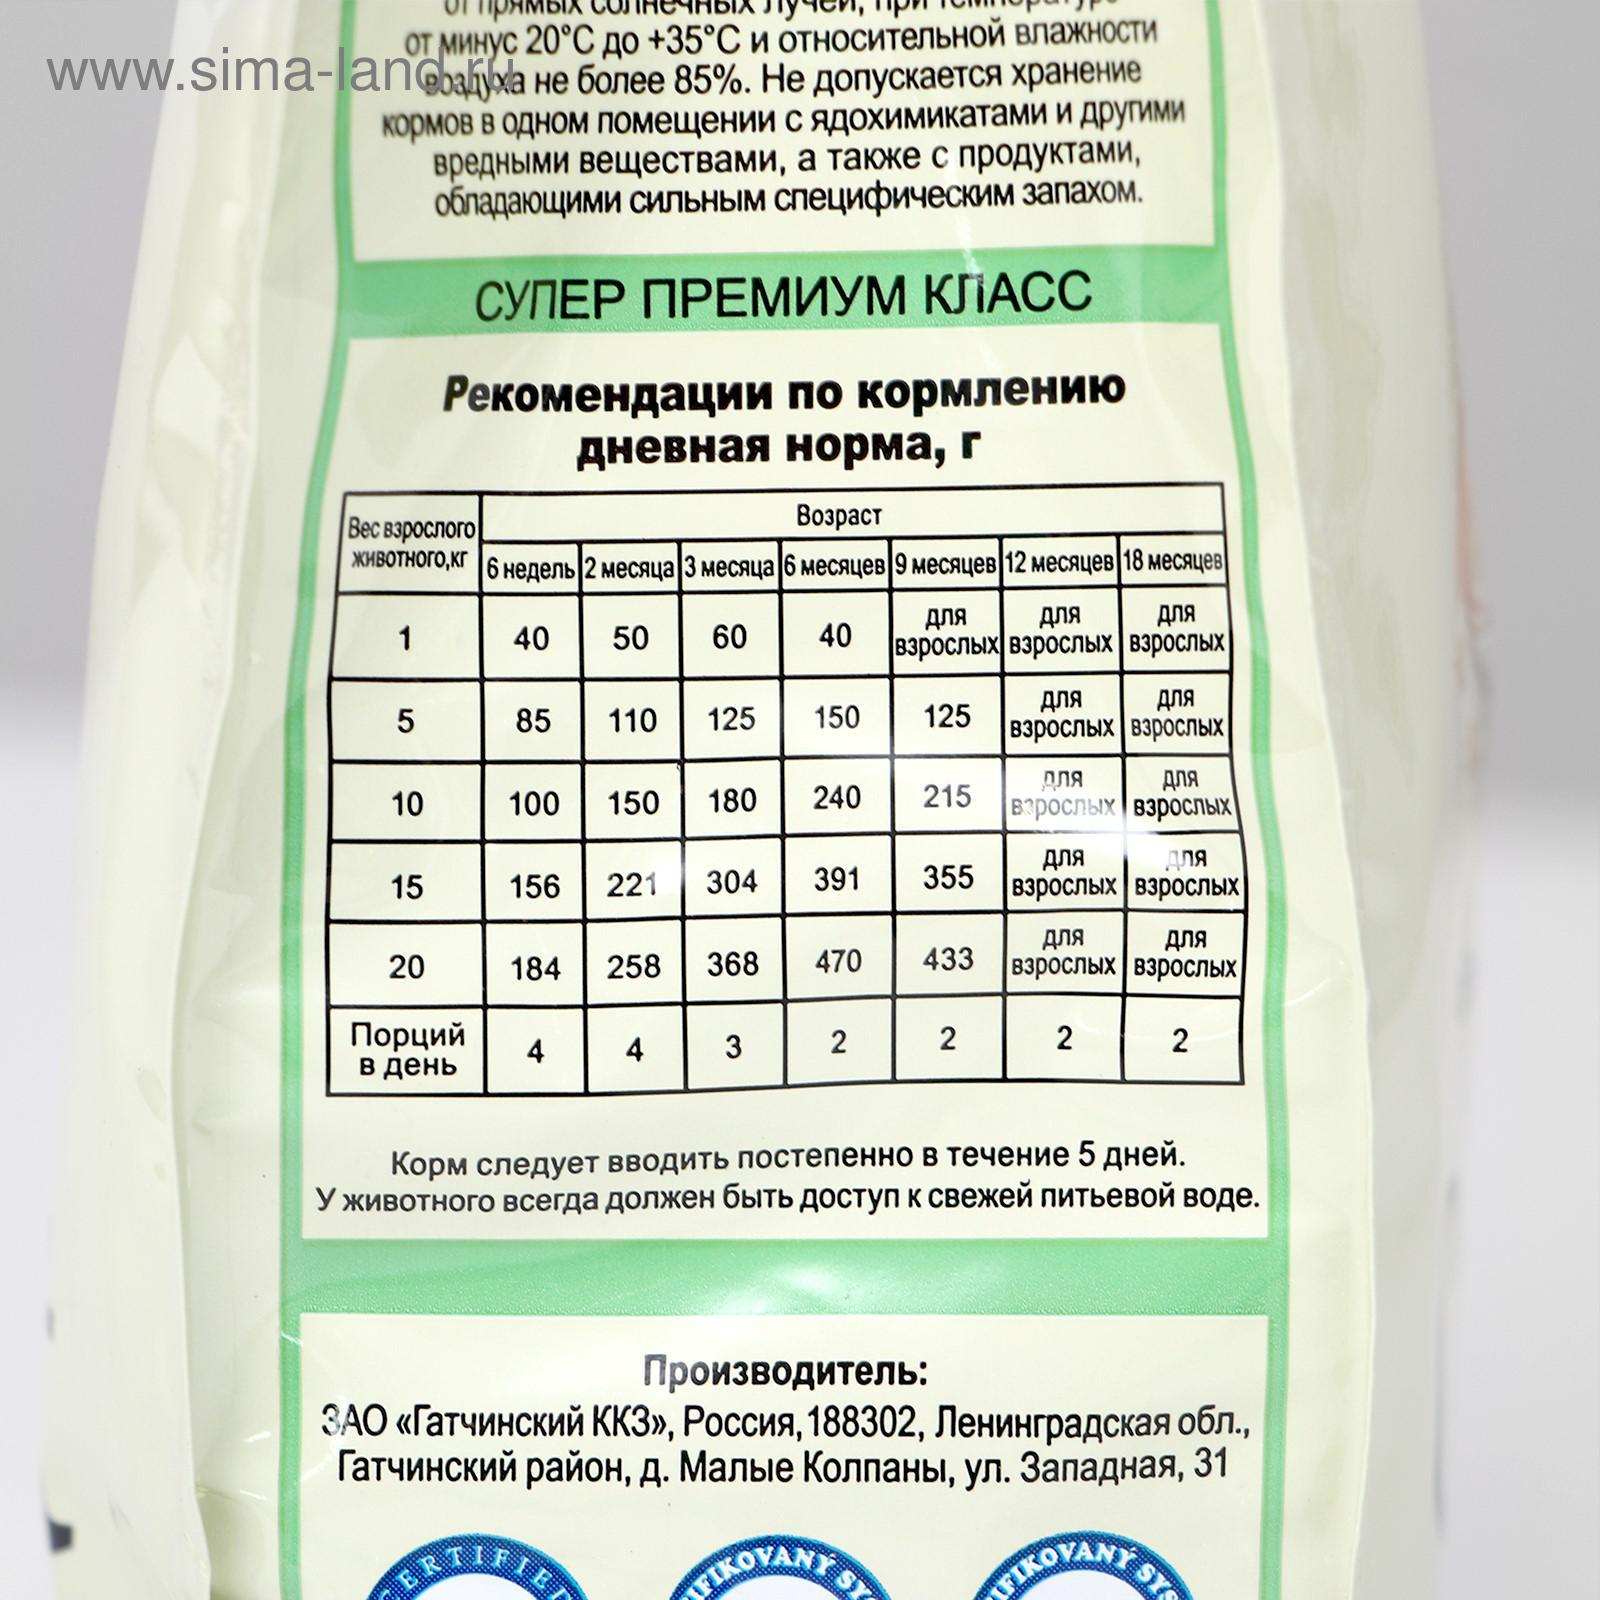 от прямых солнечных лучей, при температуре
от минус 20°С до +35°С и относительной влажности
www.sima-land.ru
воздуха не более 85%. Не допускается хранение
кормов в одном помещении с ядохимикатами и другими
вредными веществами, а также с продуктами,
обладающими сильным специфическим запахом.
СУПЕР ПРЕМИУМ КЛАСС
Рекомендации по кормлению
дневная норма, г
Вес взрослого животного,кг Возраст
6 недель 2 месяца 3 месяца 6 месяцев 9 месяцев 12 месяцев 18 месяцев
1 40 50 60 40 для взрослых для взрослых для взрослых
5 85 110 125 150 125 для взрослых для взрослых
10 100 150 180 240 215 для взрослых для взрослых
15 156 221 304 391 355 для взрослых для взрослых
20 184 258 368 470 433 для взрослых для взрослых
Порций в день 4 4 3 2 2 2 2
Корм следует вводить постепенно в течение 5 дней.
У животного всегда должен быть доступ к свежей питьевой воде.
Производитель:
ЗАО «Гатчинский ККЗ», Россия, 188302, Ленинградская обл.,
Гатчинский район, д. Малые Колпаны, ул. Западная, 31